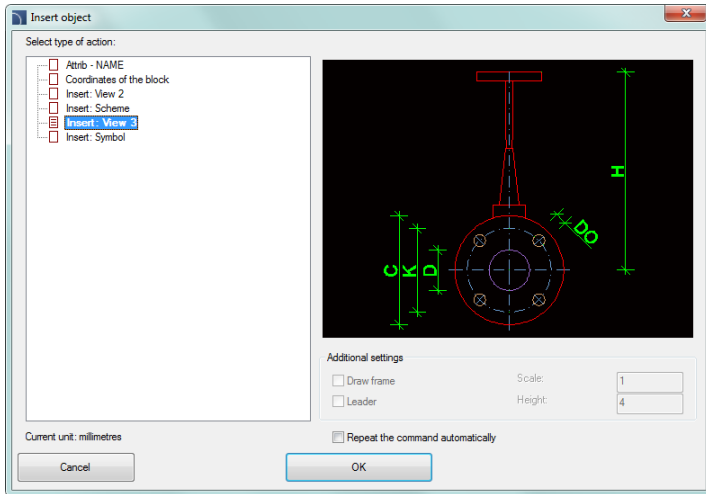 Insert object
Select type of action:
Attrib - NAME
Coordinates of the block
Insert: View 2
Insert: Scheme
Insert: View 3
Insert: Symbol
H
DO
C
K
D
Additional settings
Draw frame
Scale:
1
Leader
Height:
4
Current unit: millimetres
Repeat the command automatically
Cancel
OK